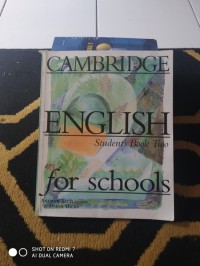 CAMBRIDGE
ENGLISH
Student's Book Two
for schools
SHOT ON REDMI 7
AI DUAL CAMERA